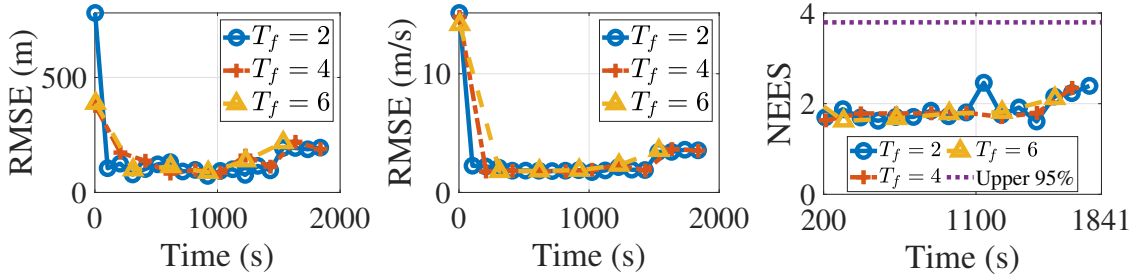 RMSE (m)
500
0
0
1000
2000
Time (s)
T_f = 2
T_f = 4
T_f = 6
RMSE (m/s)
10
0
0
1000
2000
Time (s)
T_f = 2
T_f = 4
T_f = 6
NEES
4
2
0
200
1100
1841
Time (s)
T_f = 2
T_f = 6
T_f = 4
Upper 95%